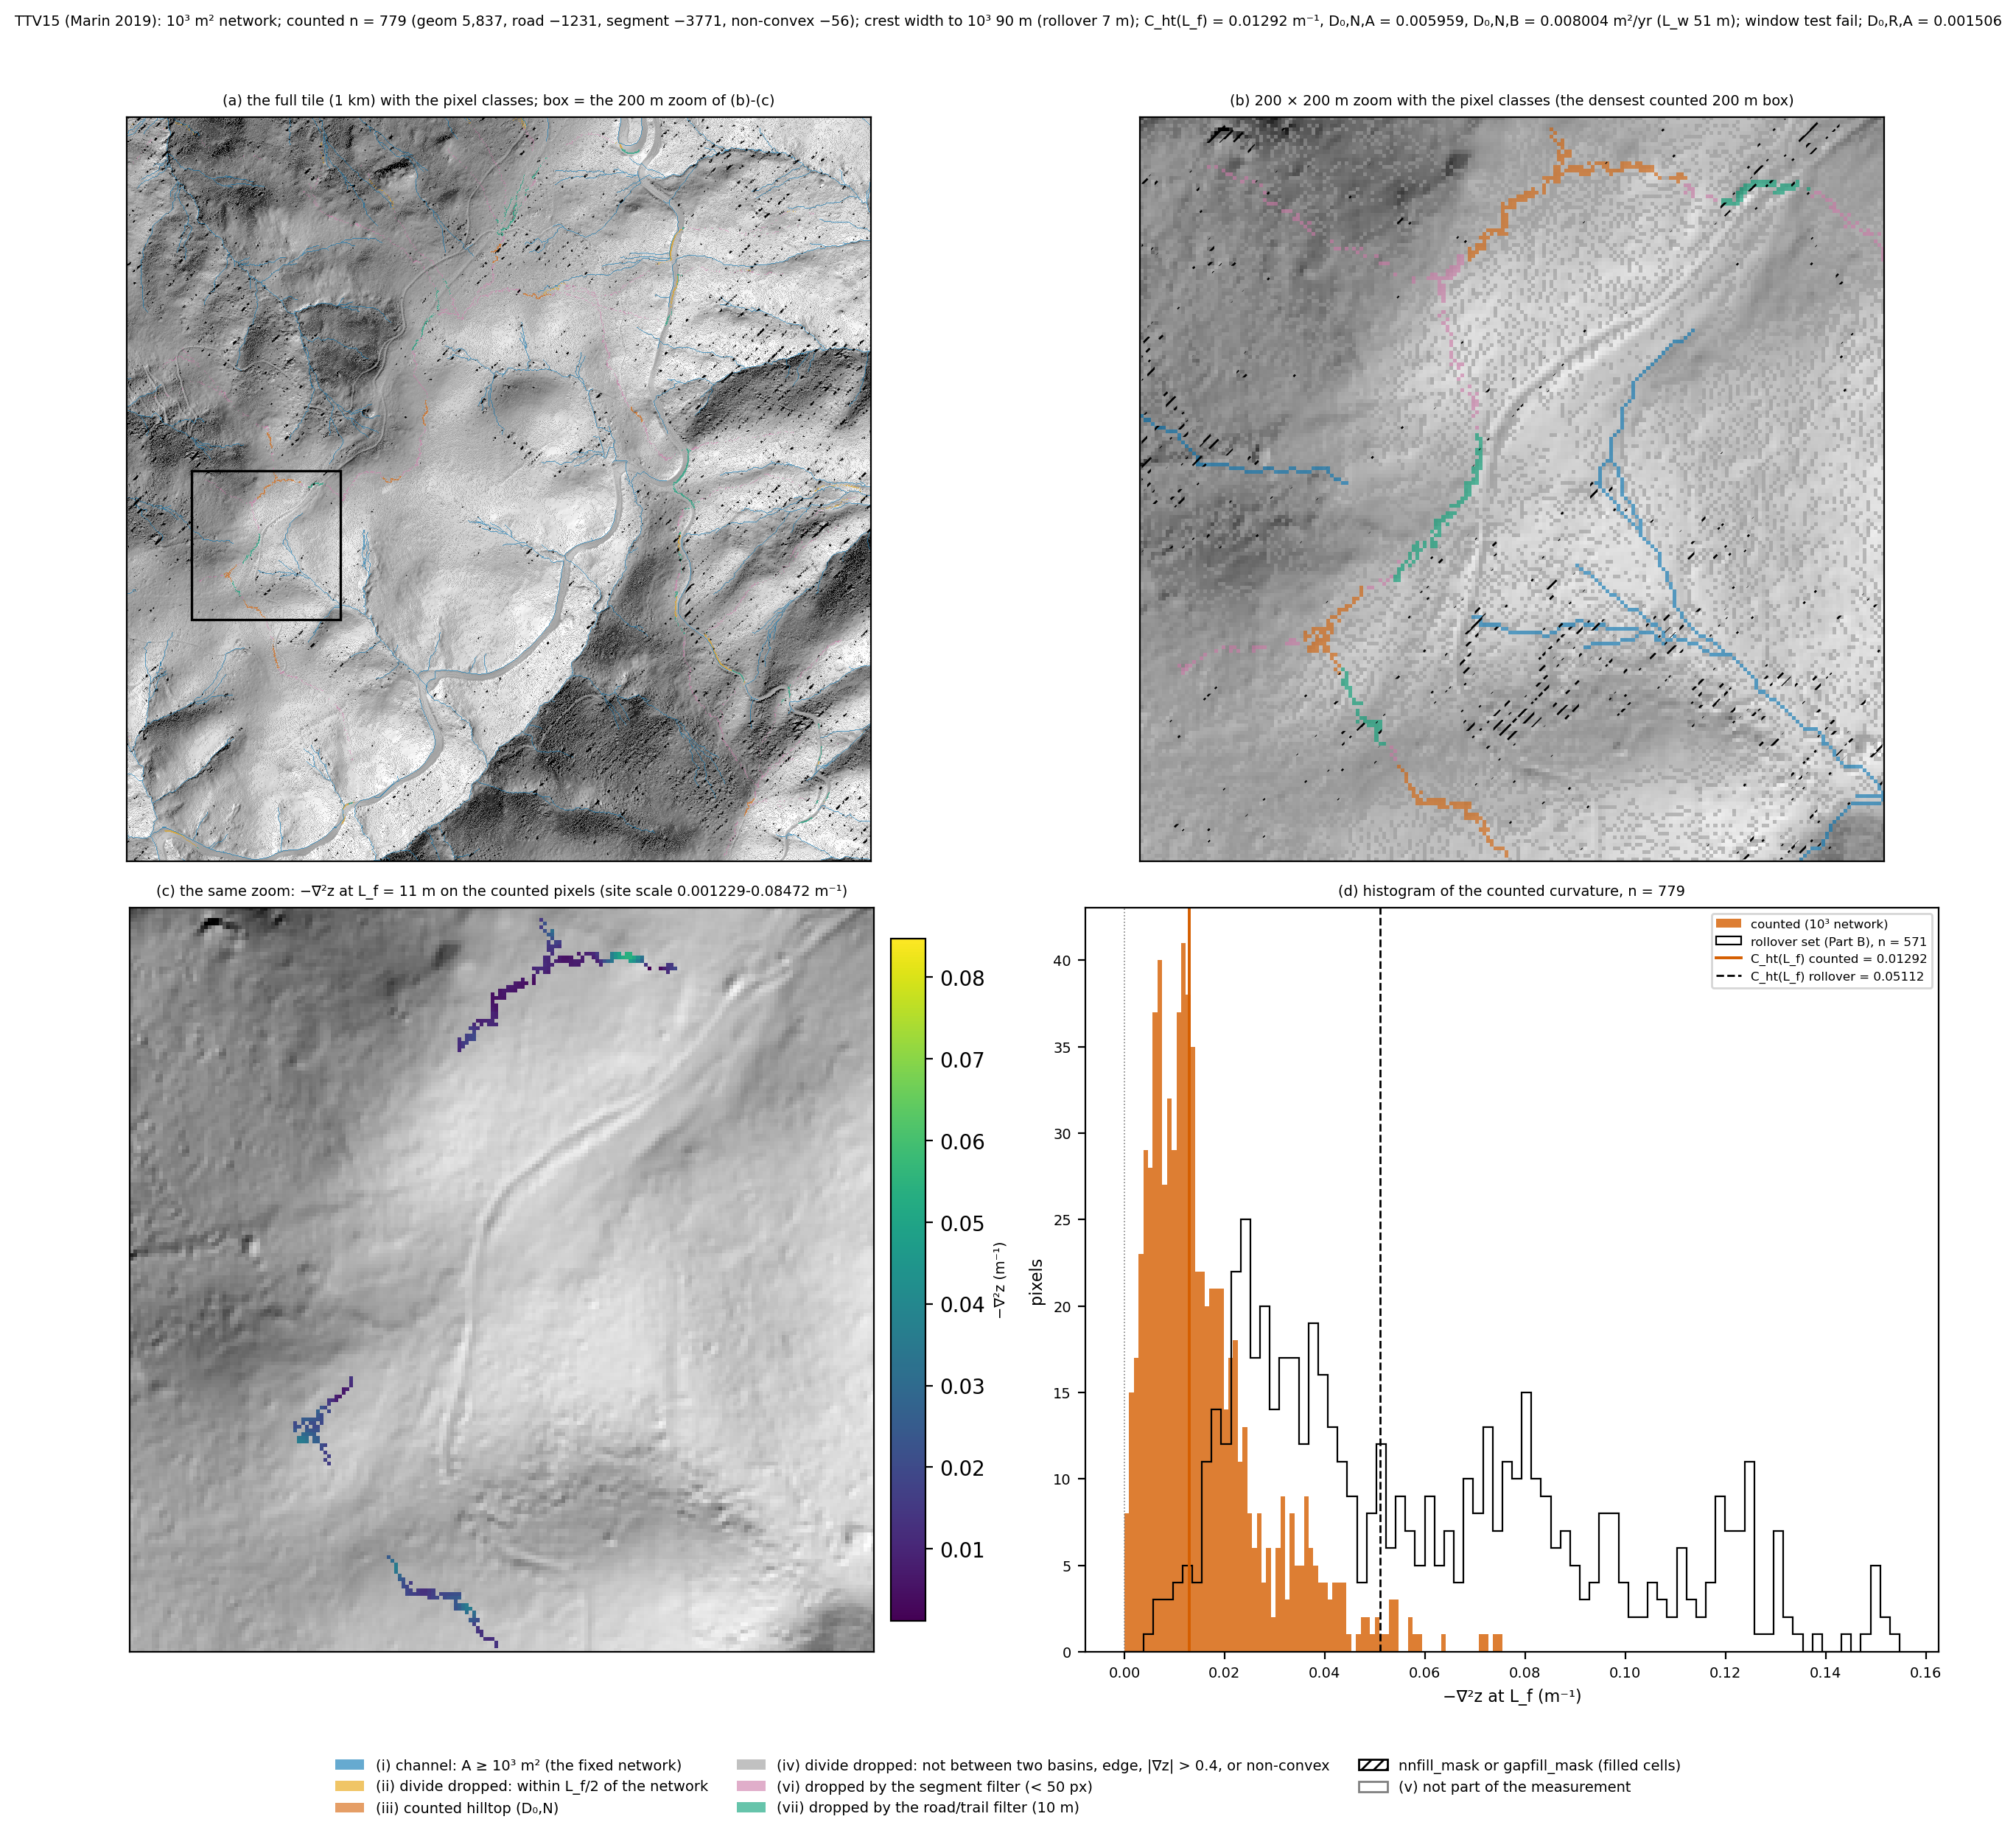 TTV15 (Marin 2019): 10³ m² network; counted n = 779 (geom 5,837, road −1231, segment −3771, non-convex −56); crest width to 10³ 90 m (rollover 7 m); C_ht(L_f) = 0.01292 m⁻¹, D₀,N,A = 0.005959, D₀,N,B = 0.008004 m²/yr (L_w 51 m); window test fail; D₀,R,A = 0.001506
(a) the full tile (1 km) with the pixel classes; box = the 200 m zoom of (b)-(c)
(b) 200 × 200 m zoom with the pixel classes (the densest counted 200 m box)
(c) the same zoom: −∇²z at L_f = 11 m on the counted pixels (site scale 0.001229-0.08472 m⁻¹)
0.08
0.07
0.06
0.05
0.04
0.03
0.02
0.01
−∇²z (m⁻¹)
(d) histogram of the counted curvature, n = 779
counted (10³ network)
rollover set (Part B), n = 571
C_ht(L_f) counted = 0.01292
C_ht(L_f) rollover = 0.05112
40
35
30
25
20
15
10
5
0
pixels
0.00 0.02 0.04 0.06 0.08 0.10 0.12 0.14 0.16
−∇²z at L_f (m⁻¹)
(i) channel: A ≥ 10³ m² (the fixed network)
(ii) divide dropped: within L_f/2 of the network
(iii) counted hilltop (D₀,N)
(iv) divide dropped: not between two basins, edge, |∇z| > 0.4, or non-convex
(vi) dropped by the segment filter (< 50 px)
(vii) dropped by the road/trail filter (10 m)
nnfill_mask or gapfill_mask (filled cells)
(v) not part of the measurement